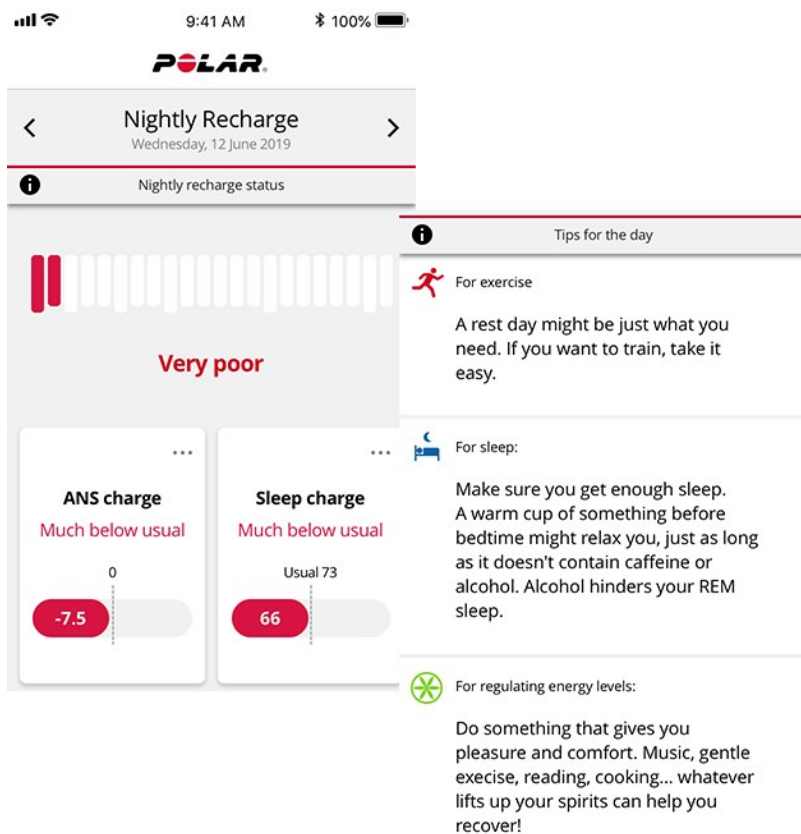 9:41 AM
100%
POLAR
Nightly Recharge
Wednesday, 12 June 2019
Nightly recharge status
Very poor
ANS charge
Much below usual
0
-7.5
Sleep charge
Much below usual
Usual 73
66
Tips for the day
For exercise
A rest day might be just what you
need. If you want to train, take it
easy.
For sleep:
Make sure you get enough sleep.
A warm cup of something before
bedtime might relax you, just as long
as it doesn't contain caffeine or
alcohol. Alcohol hinders your REM
sleep.
For regulating energy levels:
Do something that gives you
pleasure and comfort. Music, gentle
execise, reading, cooking... whatever
lifts up your spirits can help you
recover!